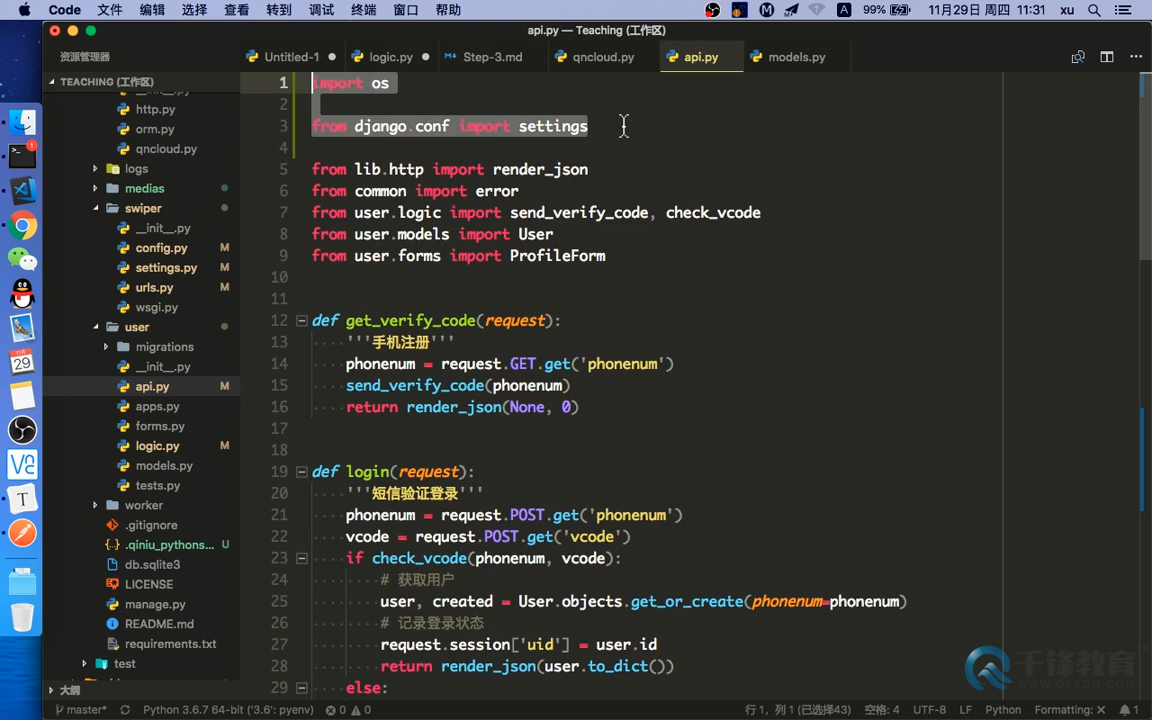 Code 文件 编辑 选择 查看 转到 调试 终端 窗口 帮助 99% 11月29日 周四 11:31 xu
api.py — Teaching (工作区)
资源管理器 Untitled-1 logic.py Step-3.md qncloud.py api.py models.py
TEACHING (工作区)
__init__.py
http.py
orm.py
qncloud.py
logs
medias
swiper
__init__.py
config.py M
settings.py M
urls.py M
wsgi.py
user
migrations
__init__.py
api.py M
apps.py
forms.py
logic.py M
models.py
tests.py
worker
.gitignore
.qiniu_pythons... U
db.sqlite3
LICENSE
manage.py
README.md
requirements.txt
test
大纲
1 import os
2
3 from django.conf import settings
4
5 from lib.http import render_json
6 from common import error
7 from user.logic import send_verify_code, check_vcode
8 from user.models import User
9 from user.forms import ProfileForm
10
11
12 def get_verify_code(request):
13 '''手机注册'''
14 phonenum = request.GET.get('phonenum')
15 send_verify_code(phonenum)
16 return render_json(None, 0)
17
18
19 def login(request):
20 '''短信验证登录'''
21 phonenum = request.POST.get('phonenum')
22 vcode = request.POST.get('vcode')
23 if check_vcode(phonenum, vcode):
24 # 获取用户
25 user, created = User.objects.get_or_create(phonenum=phonenum)
26 # 记录登录状态
27 request.session['uid'] = user.id
28 return render_json(user.to_dict())
29 else:
千锋教育
www.qfedu.com
master* Python 3.6.7 64-bit ('3.6': pyenv) 0 0 行 1，列 1 (已选择43) 空格: 4 UTF-8 LF Python Formatting: ✕ 1